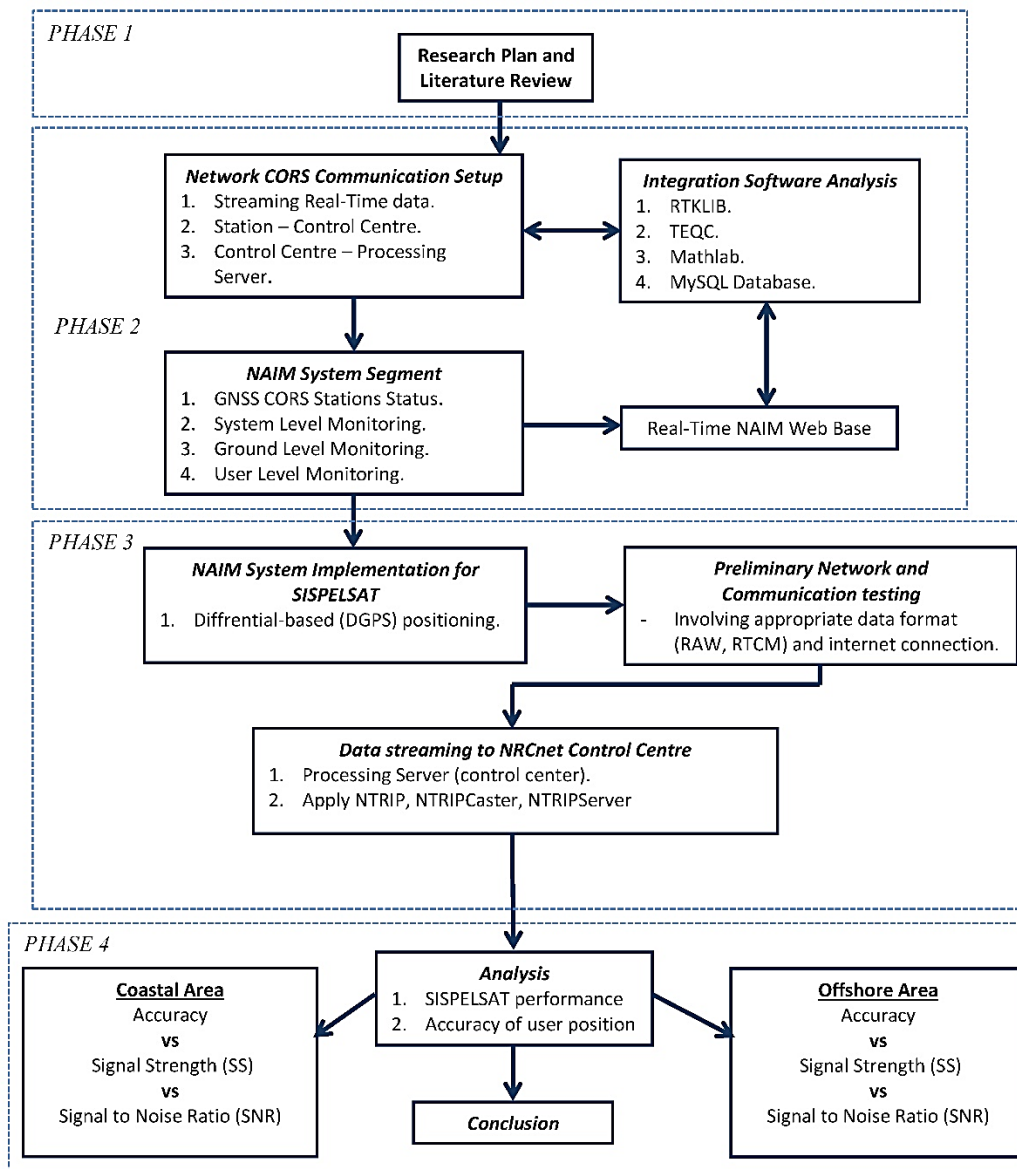 PHASE 1
Research Plan and
Literature Review
Network CORS Communication Setup
1. Streaming Real-Time data.
2. Station – Control Centre.
3. Control Centre – Processing
Server.
Integration Software Analysis
1. RTKLIB.
2. TEQC.
3. Mathlab.
4. MySQL Database.
PHASE 2
NAIM System Segment
1. GNSS CORS Stations Status.
2. System Level Monitoring.
3. Ground Level Monitoring.
4. User Level Monitoring.
Real-Time NAIM Web Base
PHASE 3
NAIM System Implementation for
SISPELSAT
1. Diffrential-based (DGPS) positioning.
Preliminary Network and
Communication testing
- Involving appropriate data format
(RAW, RTCM) and internet connection.
Data streaming to NRCnet Control Centre
1. Processing Server (control center).
2. Apply NTRIP, NTRIPCaster, NTRIPServer
PHASE 4
Coastal Area
Accuracy
vs
Signal Strength (SS)
vs
Signal to Noise Ratio (SNR)
Analysis
1. SISPELSAT performance
2. Accuracy of user position
Offshore Area
Accuracy
vs
Signal Strength (SS)
vs
Signal to Noise Ratio (SNR)
Conclusion